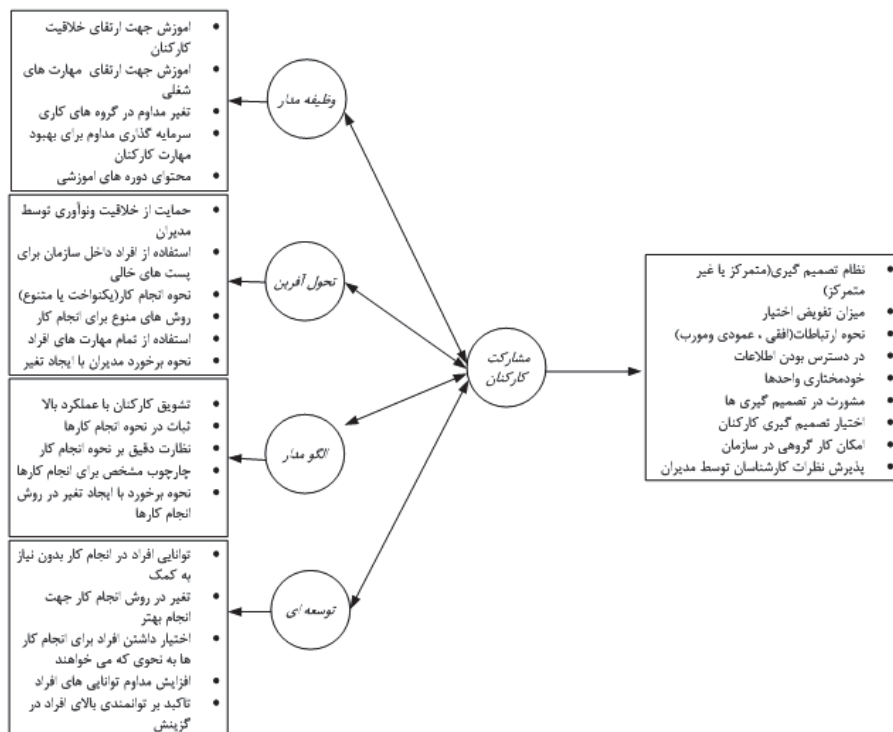 اموزش جهت ارتقای خلاقیت
کارکنان
اموزش جهت ارتقای مهارت های
شغلی
تغیر مداوم در گروه های کاری
سرمایه گذاری مداوم برای بهبود
مهارت کارکنان
محتوای دوره های اموزشی
وظیفه مدار
حمایت از خلاقیت ونوآوری توسط
مدیران
استفاده از افراد داخل سازمان برای
پست های خالی
نحوه انجام کار(یکنواخت یا متنوع)
روش های منوع برای انجام کار
استفاده از تمام مهارت های افراد
نحوه برخورد مدیران با ایجاد تغیر
تحول آفرین
تشویق کارکنان با عملکرد بالا
ثبات در نحوه انجام کارها
نظارت دقیق بر نحوه انجام کار
چارچوب مشخص برای انجام کارها
نحوه برخورد با ایجاد تغیر در روش
انجام کارها
الگو مدار
توانایی افراد در انجام کار بدون نیاز
به کمک
تغیر در روش انجام کار جهت
انجام بهتر
اختیار داشتن افراد برای انجام کار
ها به نحوی که می خواهند
افزایش مداوم توانایی های افراد
تاکید بر توانمندی بالای افراد در
گزینش
توسعه ای
مشارکت
کارکنان
نظام تصمیم گیری(متمرکز یا غیر
متمرکز)
میزان تفویض اختیار
نحوه ارتباطات(افقی ، عمودی ومورب)
در دسترس بودن اطلاعات
خودمختاری واحدها
مشورت در تصمیم گیری ها
اختیار تصمیم گیری کارکنان
امکان کار گروهی در سازمان
پذیرش نظرات کارشناسان توسط مدیران